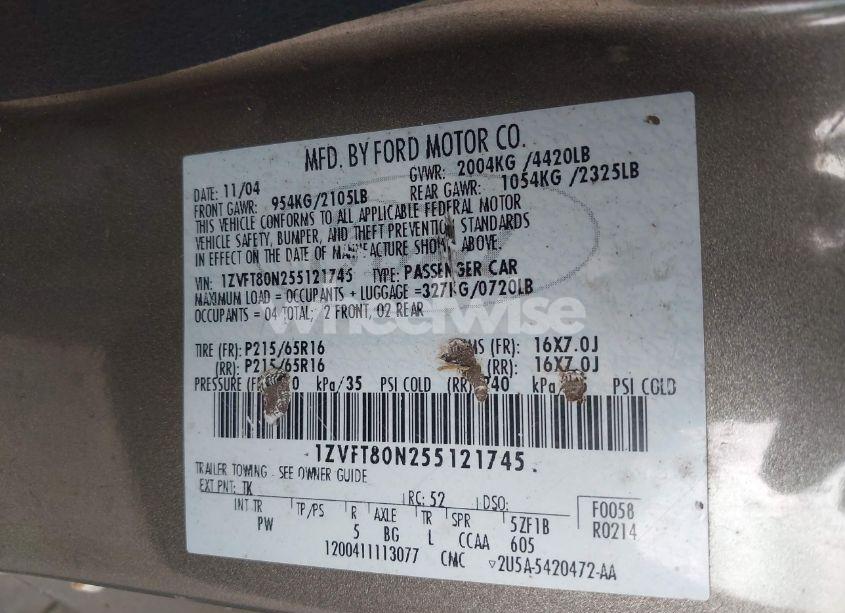 MFD. BY FORD MOTOR CO.
DATE: 11/04 GVWR: 2004KG /4420LB
FRONT GAWR: 954KG/2105LB REAR GAWR: 1054KG /2325LB
THIS VEHICLE CONFORMS TO ALL APPLICABLE FEDERAL MOTOR
VEHICLE SAFETY, BUMPER, AND THEFT PREVENTION STANDARDS
IN EFFECT ON THE DATE OF MANUFACTURE SHOWN ABOVE.
VIN: 1ZVFT80N255121745 TYPE: PASSENGER CAR
MAXIMUM LOAD = OCCUPANTS + LUGGAGE =327KG/0720LB
OCCUPANTS = 04 TOTAL; 2 FRONT, 02 REAR
wheelwise
TIRE (FR): P215/65R16 (FR): 16X7.0J
(RR): P215/65R16 (RR): 16X7.0J
PRESSURE kPa/35 PSI COLD (RR) PSI COLD
1ZVFT80N255121745
TRAILER TOWING - SEE OWNER GUIDE
EXT PNT: TK RC: 52 DSO: F0058
INT TR TP/PS R AXLE TR SPR 5ZF1B R0214
PW 5 BG L CCAA 605
1200411113077 CMC ▽2U5A-5420472-AA